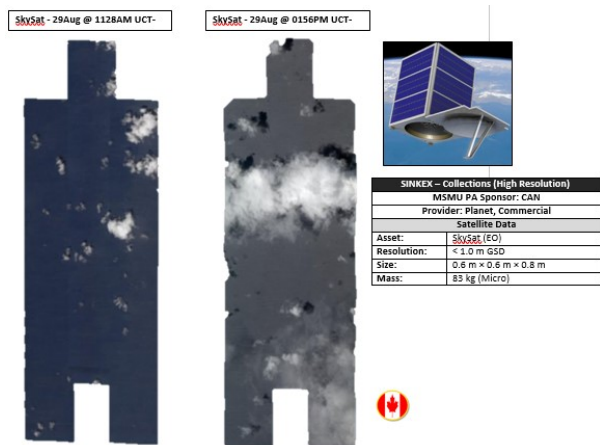 SkySat - 29Aug @ 1128AM UCT-
SkySat - 29Aug @ 0156PM UCT-
SINKEX – Collections (High Resolution)
MSMU PA Sponsor: CAN
Provider: Planet, Commercial
Satellite Data
Asset: SkySat (EO)
Resolution: < 1.0 m GSD
Size: 0.6 m × 0.6 m × 0.8 m
Mass: 83 kg (Micro)